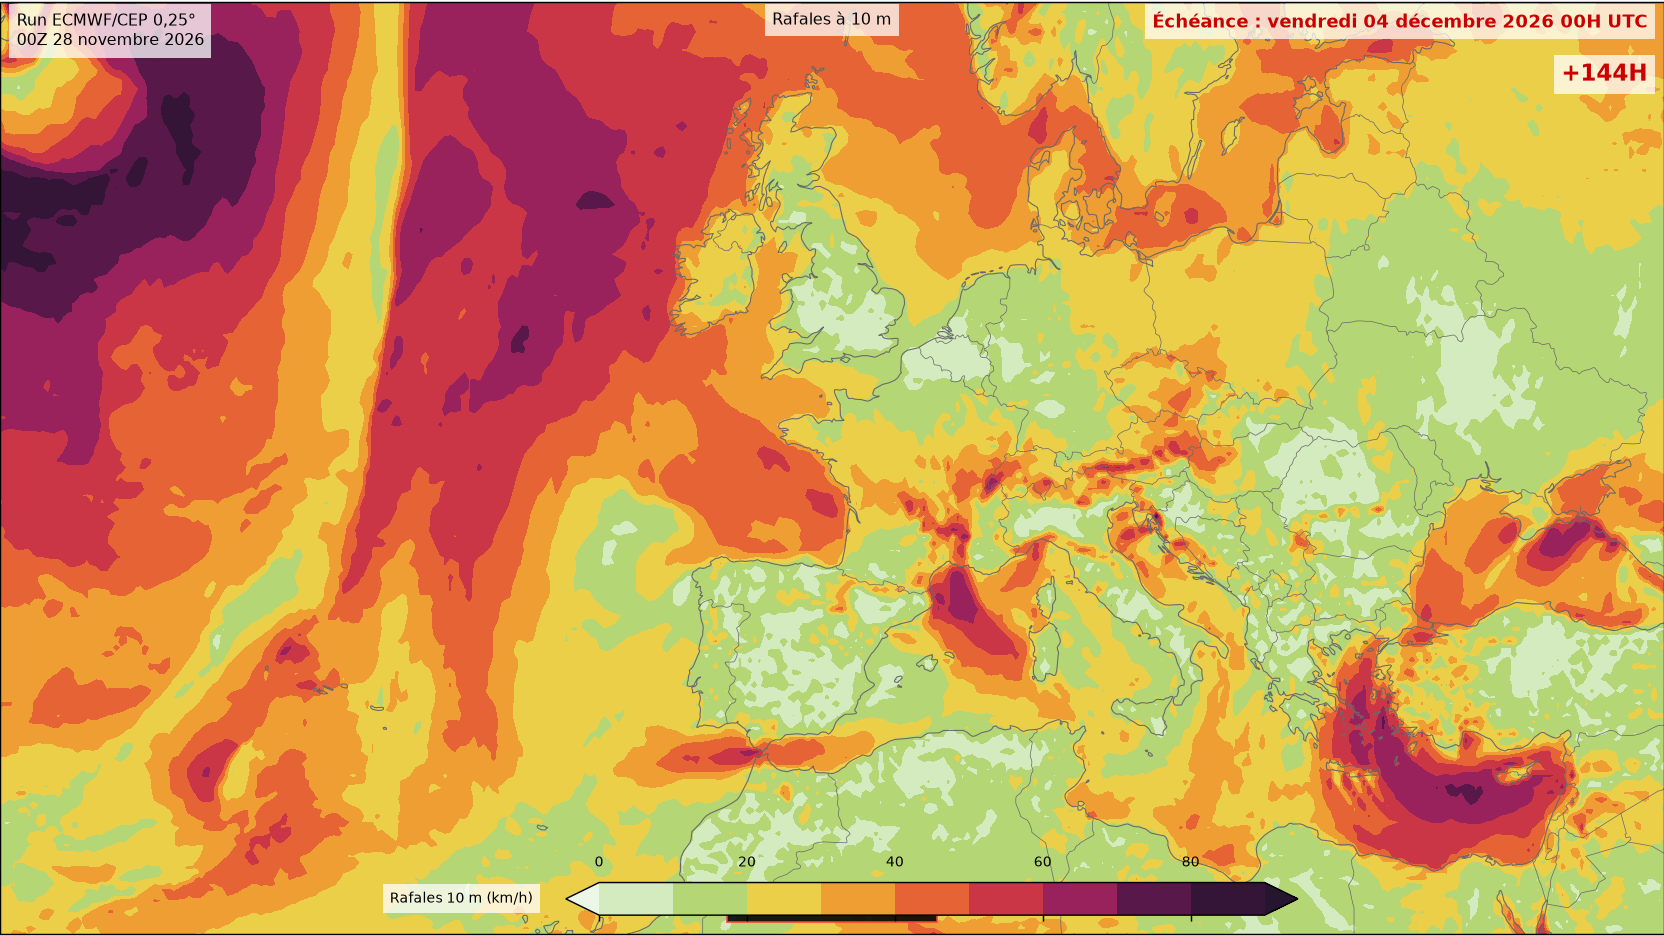 Run ECMWF/CEP 0,25°
00Z 28 novembre 2026
Rafales à 10 m
Échéance : vendredi 04 décembre 2026 00H UTC
+144H
0 20 40 60 80
Rafales 10 m (km/h)